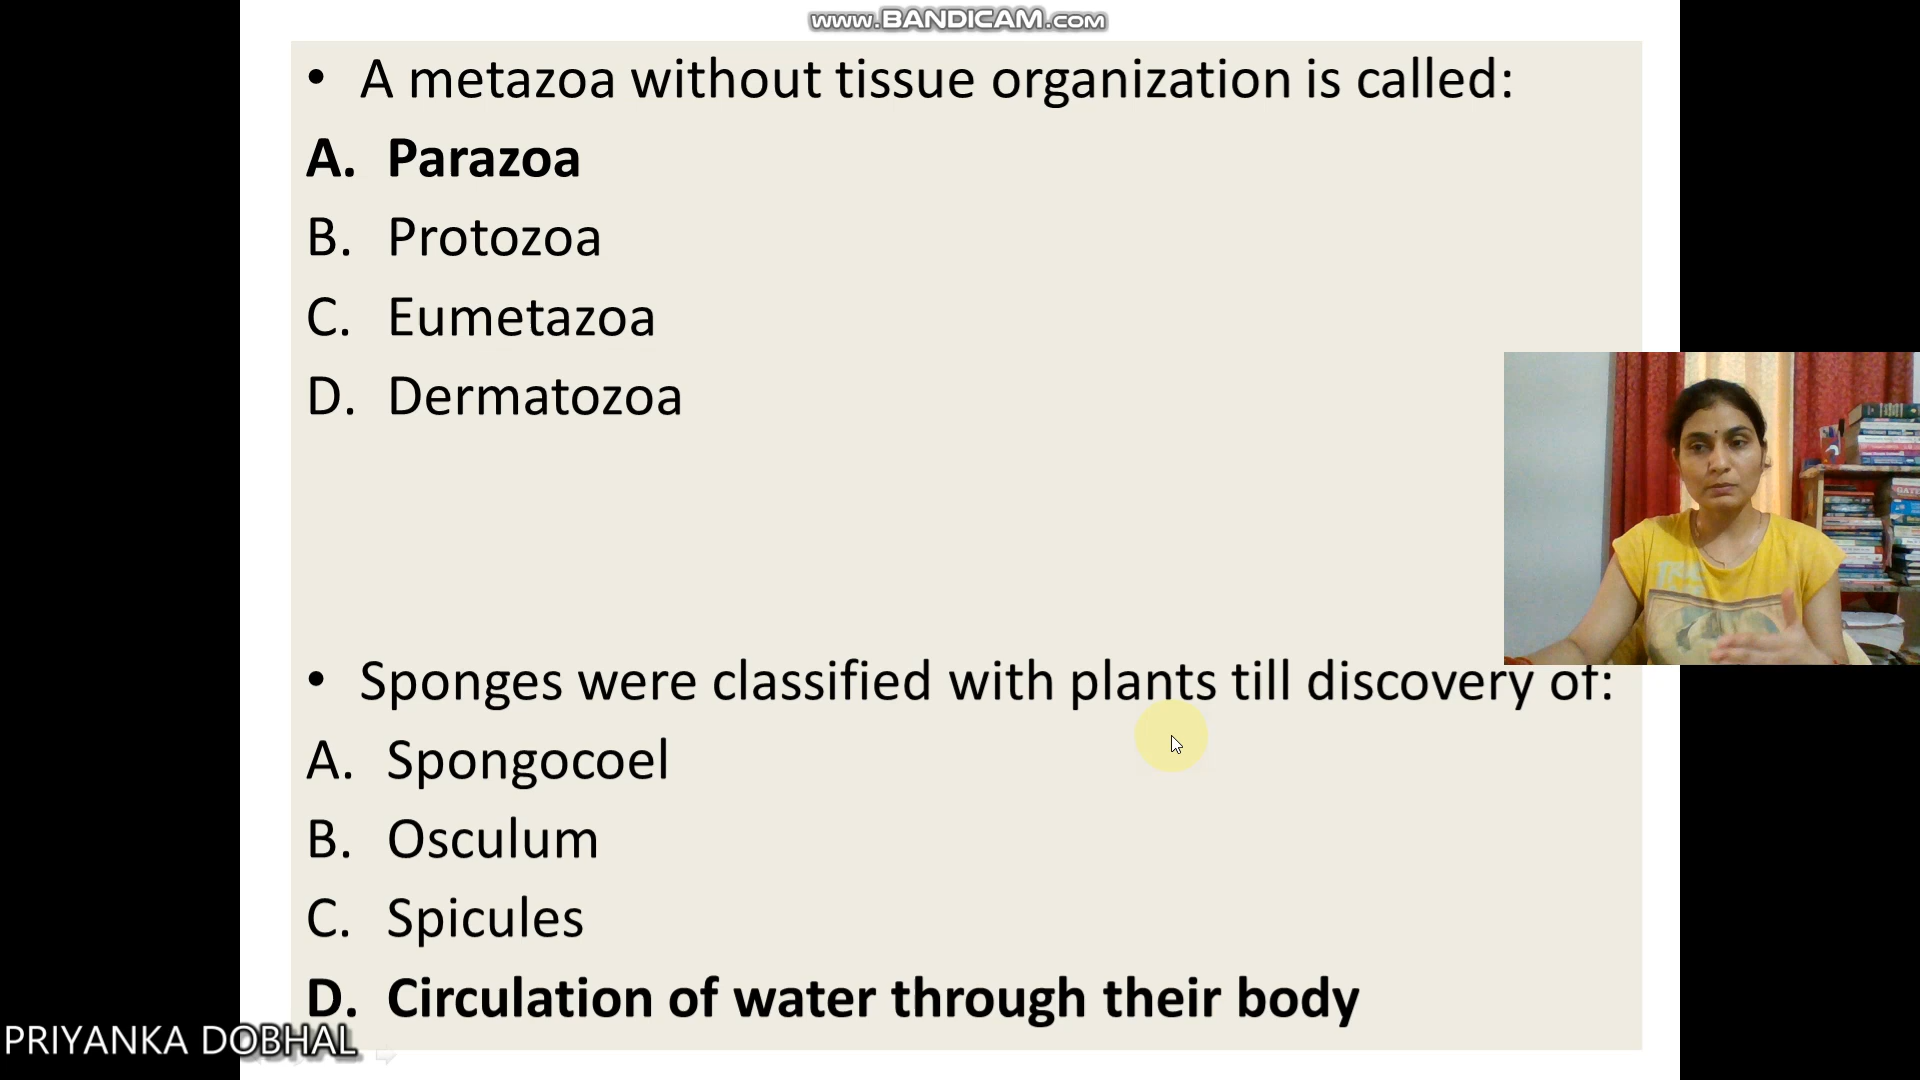 www.BANDICAM.com
• A metazoa without tissue organization is called:
A. Parazoa
B. Protozoa
C. Eumetazoa
D. Dermatozoa
• Sponges were classified with plants till discovery of:
A. Spongocoel
B. Osculum
C. Spicules
D. Circulation of water through their body
PRIYANKA DOBHAL